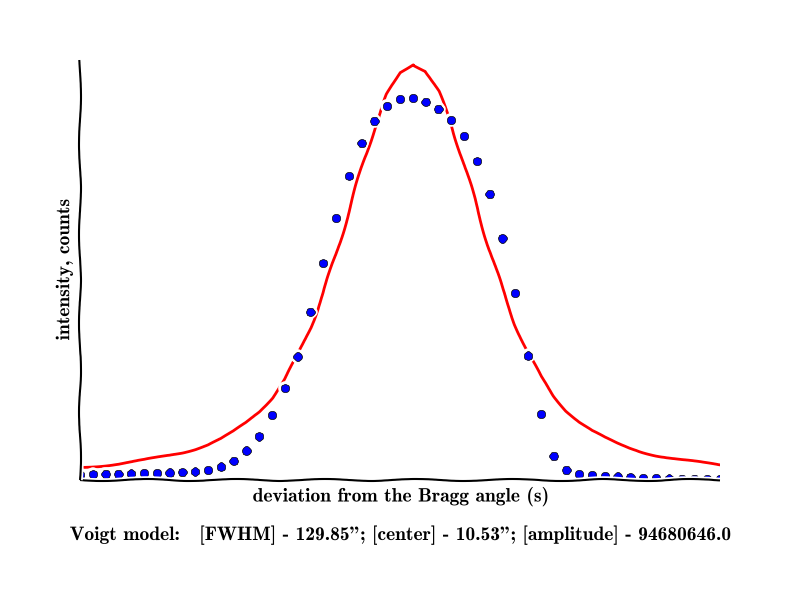 intensity, counts
deviation from the Bragg angle (s)
Voigt model: [FWHM] - 129.85”; [center] - 10.53”; [amplitude] - 94680646.0